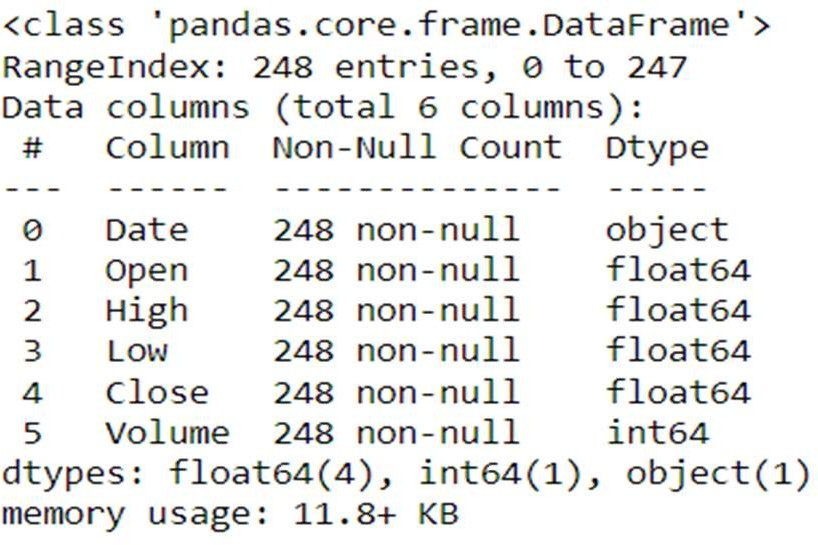 <class 'pandas.core.frame.DataFrame'>
RangeIndex: 248 entries, 0 to 247
Data columns (total 6 columns):
 #   Column  Non-Null Count  Dtype
---  ------  --------------  -----
 0   Date    248 non-null    object
 1   Open    248 non-null    float64
 2   High    248 non-null    float64
 3   Low     248 non-null    float64
 4   Close   248 non-null    float64
 5   Volume  248 non-null    int64
dtypes: float64(4), int64(1), object(1)
memory usage: 11.8+ KB